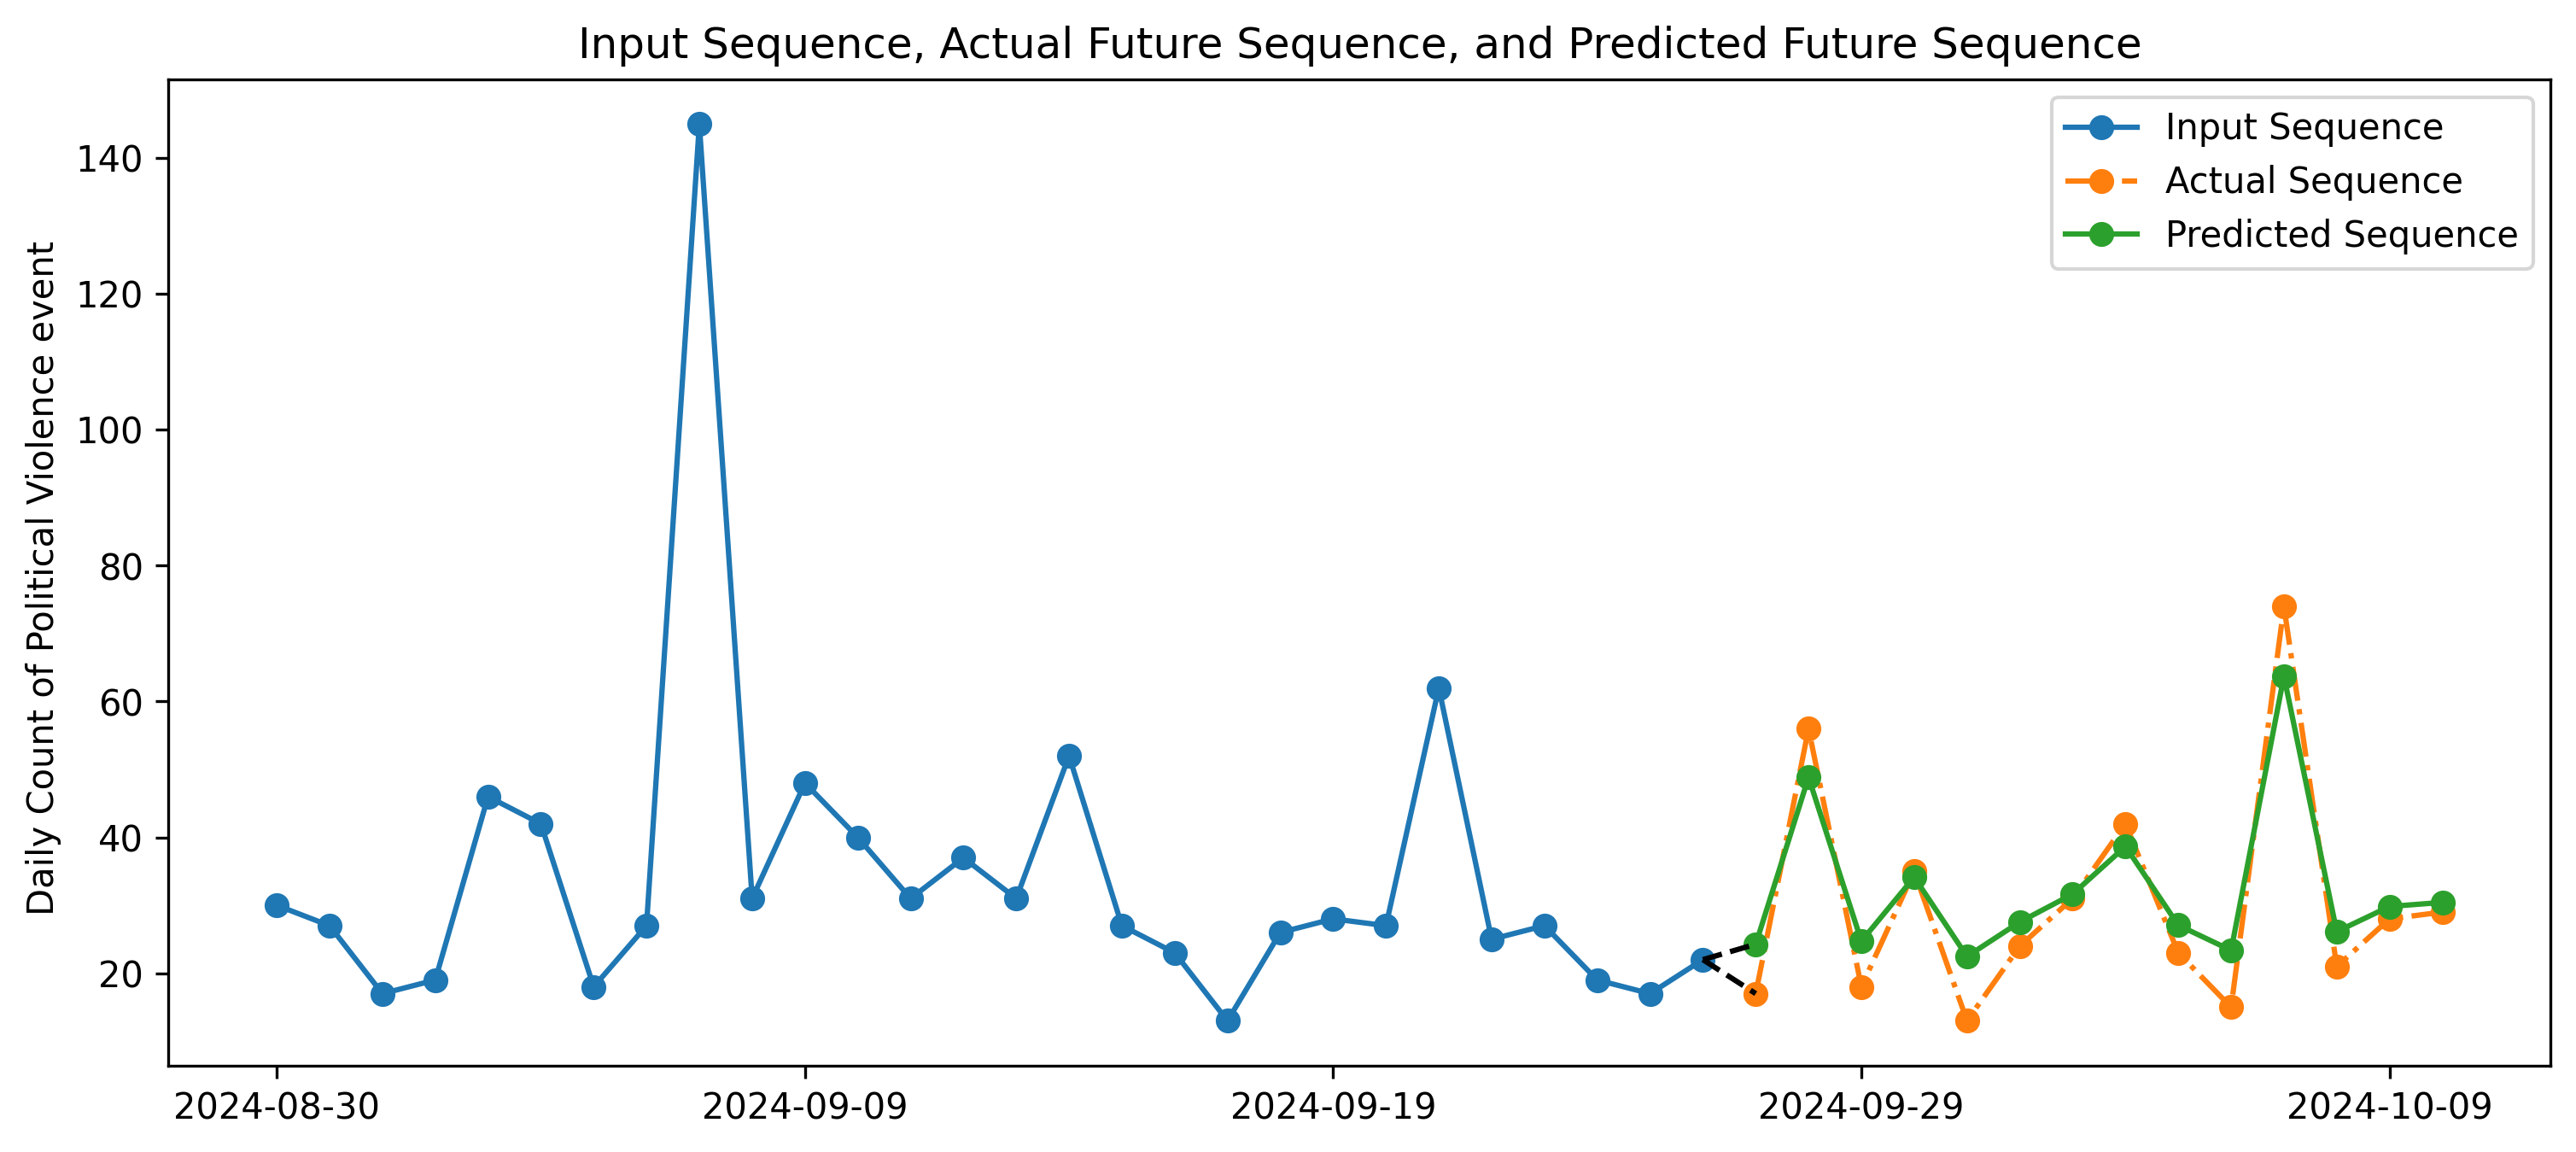 Input Sequence, Actual Future Sequence, and Predicted Future Sequence
Daily Count of Political Violence event
140
120
100
80
60
40
20
Input Sequence
Actual Sequence
Predicted Sequence
2024-08-30
2024-09-09
2024-09-19
2024-09-29
2024-10-09